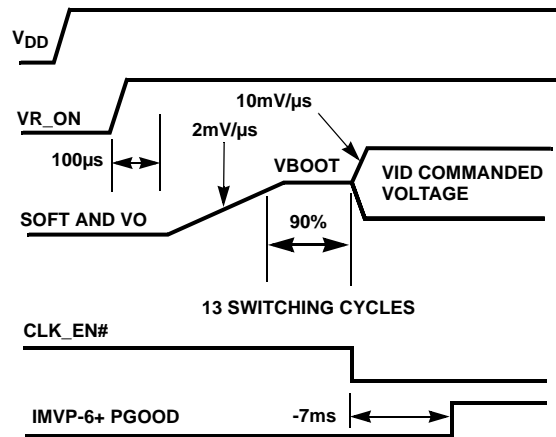 VDD
VR_ON
10mV/µs
2mV/µs
100µs
VBOOT
VID COMMANDED
VOLTAGE
SOFT AND VO
90%
13 SWITCHING CYCLES
CLK_EN#
IMVP-6+ PGOOD
-7ms